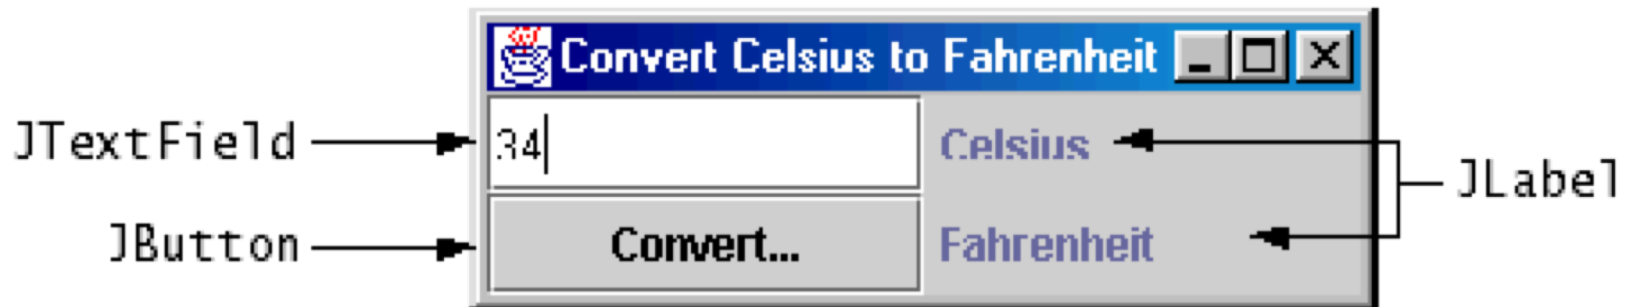 Convert Celsius to Fahrenheit
JTextField
34
Celsius
JLabel
JButton
Convert...
Fahrenheit